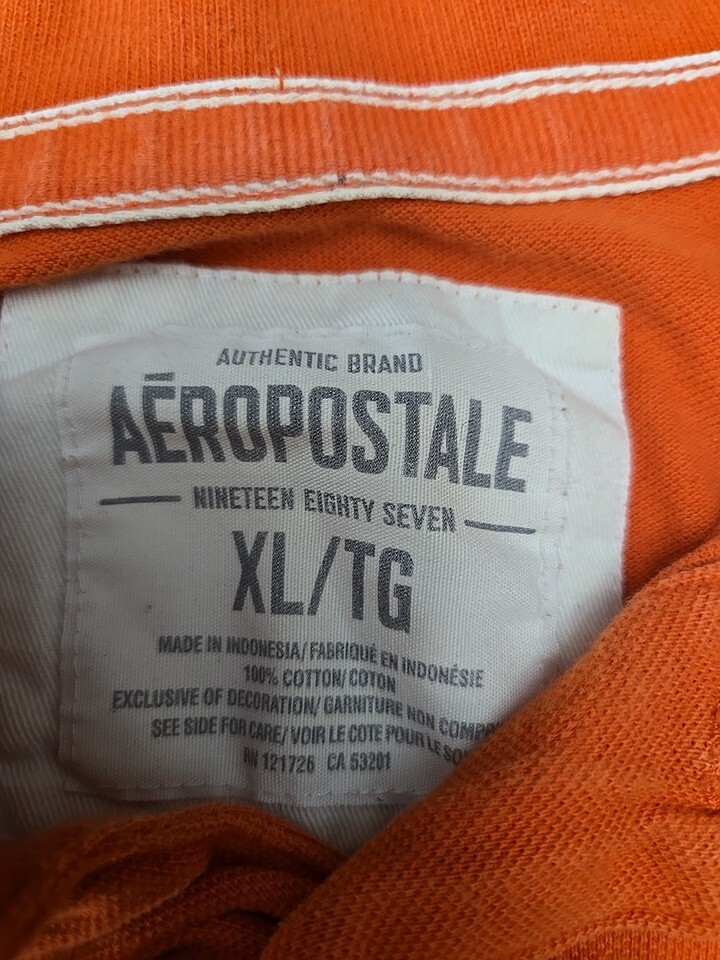 AUTHENTIC BRAND
AĒROPOSTALE
NINETEEN EIGHTY SEVEN
XL/TG
MADE IN INDONESIA/ FABRIQUÉ EN INDONÉSIE
100% COTTON/ COTON
EXCLUSIVE OF DECORATION/ GARNITURE NON
SEE SIDE FOR CARE/ VOIR LE COTE POUR LE
RN 121726 CA 53201